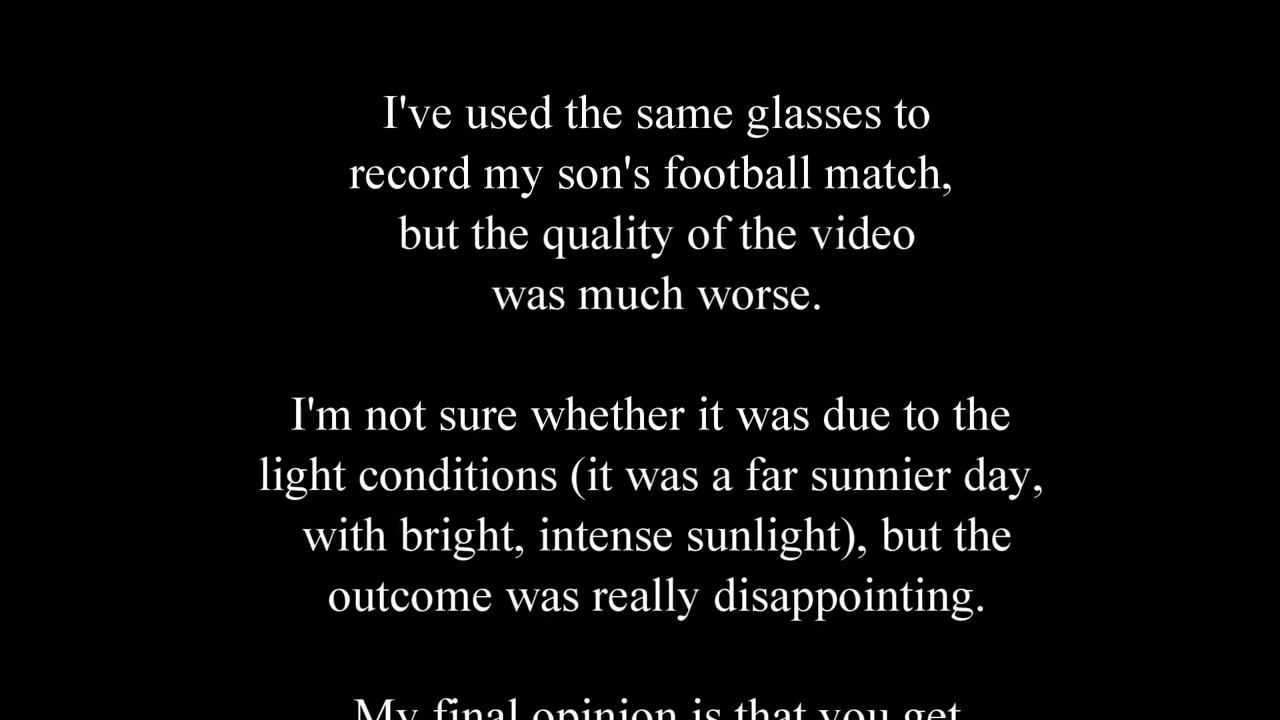 I've used the same glasses to
record my son's football match,
but the quality of the video
was much worse.
I'm not sure whether it was due to the
light conditions (it was a far sunnier day,
with bright, intense sunlight), but the
outcome was really disappointing.
My final opinion is that you get